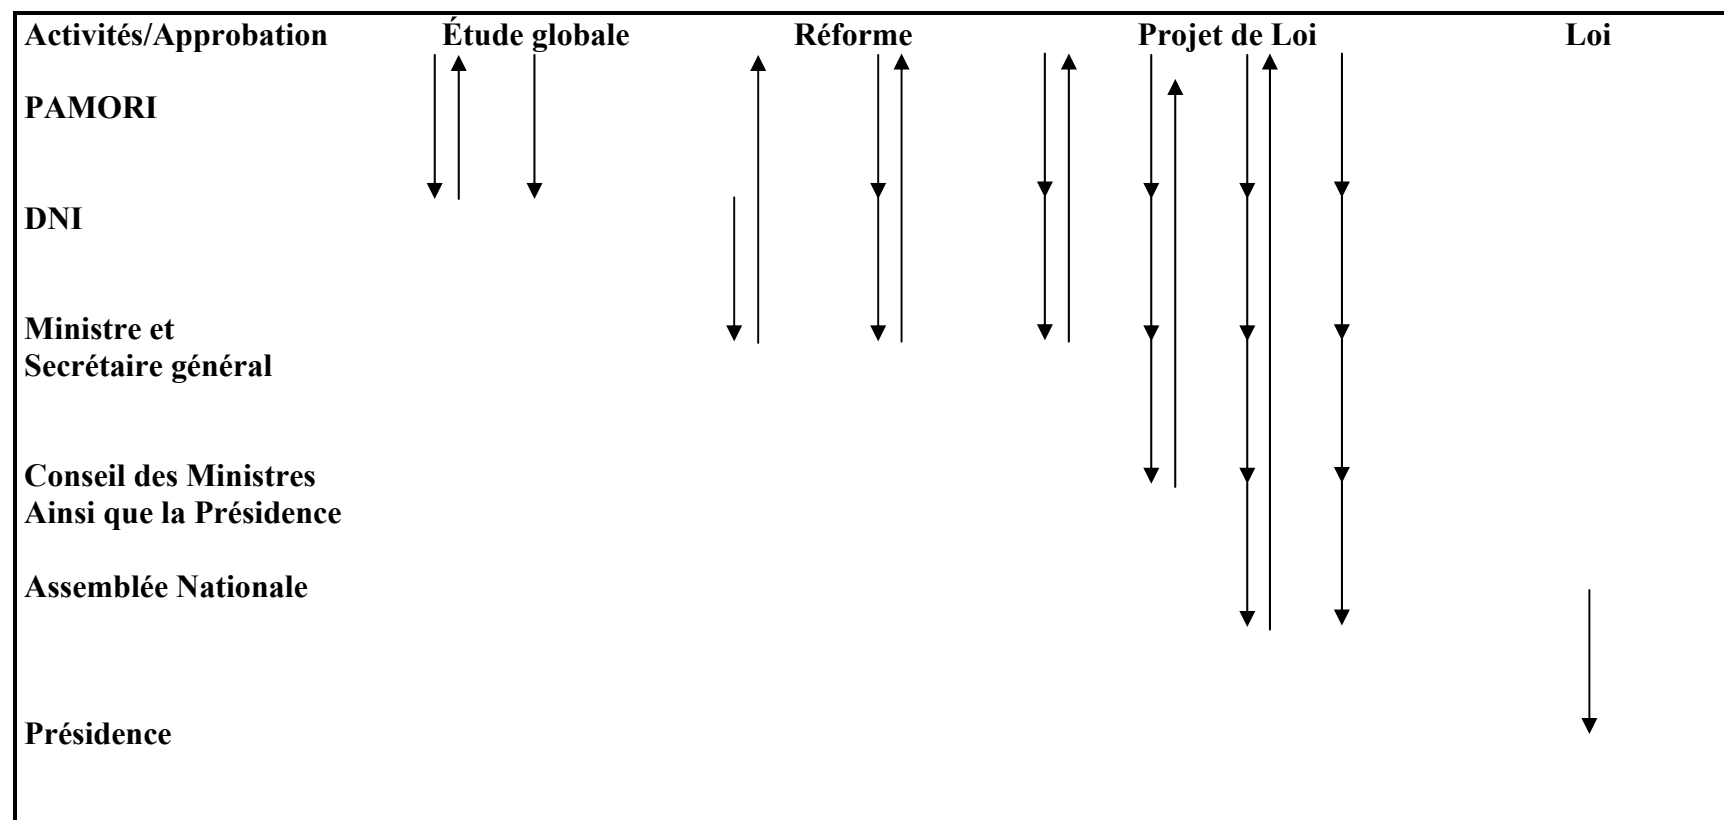 Activités/Approbation Étude globale Réforme Projet de Loi Loi
PAMORI
DNI
Ministre et
Secrétaire général
Conseil des Ministres
Ainsi que la Présidence
Assemblée Nationale
Présidence